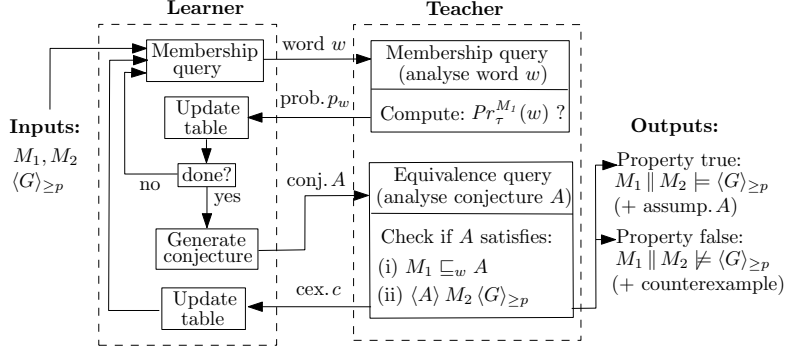 Learner
Teacher
Membership
query
word w
Membership query
(analyse word w)
Compute: Pr_τ^{M_1}(w) ?
prob. p_w
Update
table
Inputs:
M_1, M_2
⟨G⟩_{≥p}
done?
no
yes
Generate
conjecture
conj. A
Equivalence query
(analyse conjecture A)
Check if A satisfies:
(i) M_1 ⊑_w A
(ii) ⟨A⟩ M_2 ⟨G⟩_{≥p}
cex. c
Update
table
Outputs:
Property true:
M_1 ∥ M_2 ⊨ ⟨G⟩_{≥p}
(+ assump. A)
Property false:
M_1 ∥ M_2 ⊭ ⟨G⟩_{≥p}
(+ counterexample)